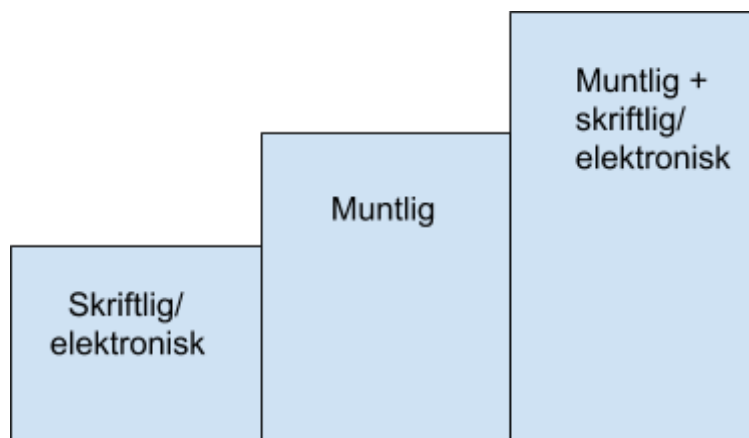 Skriftlig/
elektronisk
Muntlig
Muntlig +
skriftlig/
elektronisk